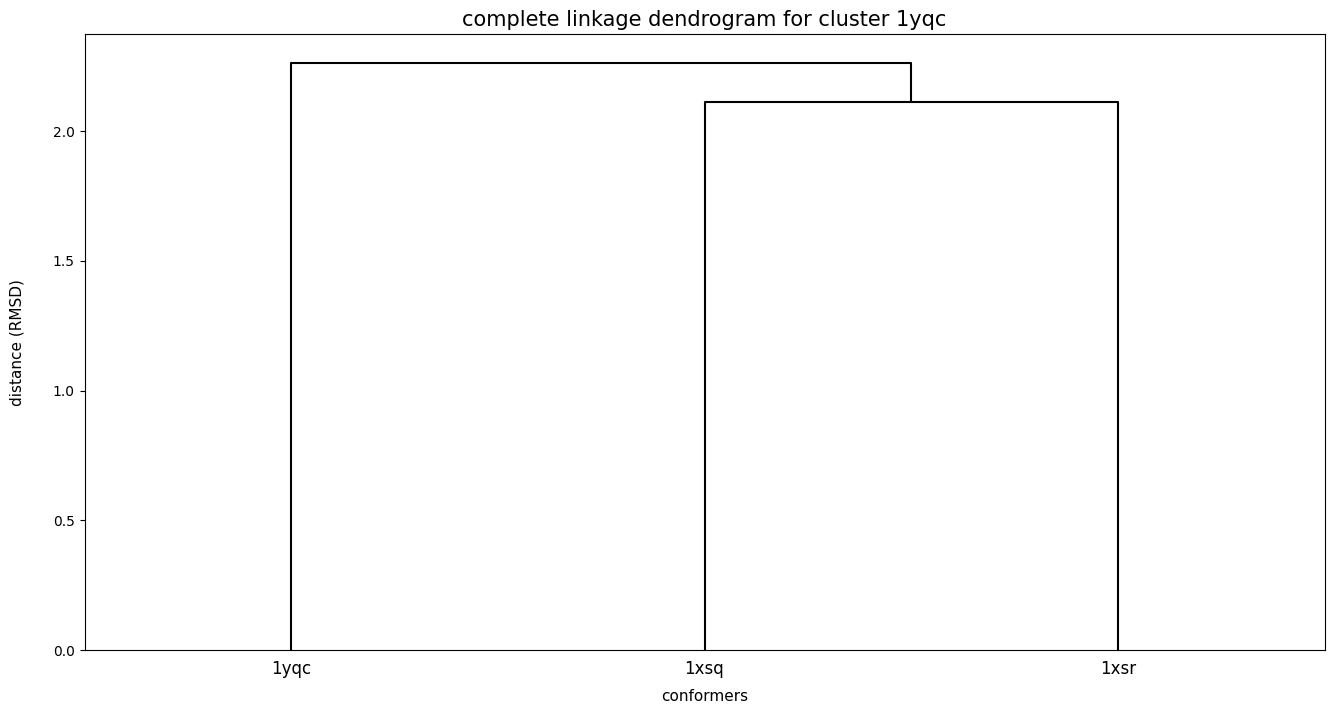 complete linkage dendrogram for cluster 1yqc
distance (RMSD)
2.0
1.5
1.0
0.5
0.0
1yqc 1xsq 1xsr
conformers